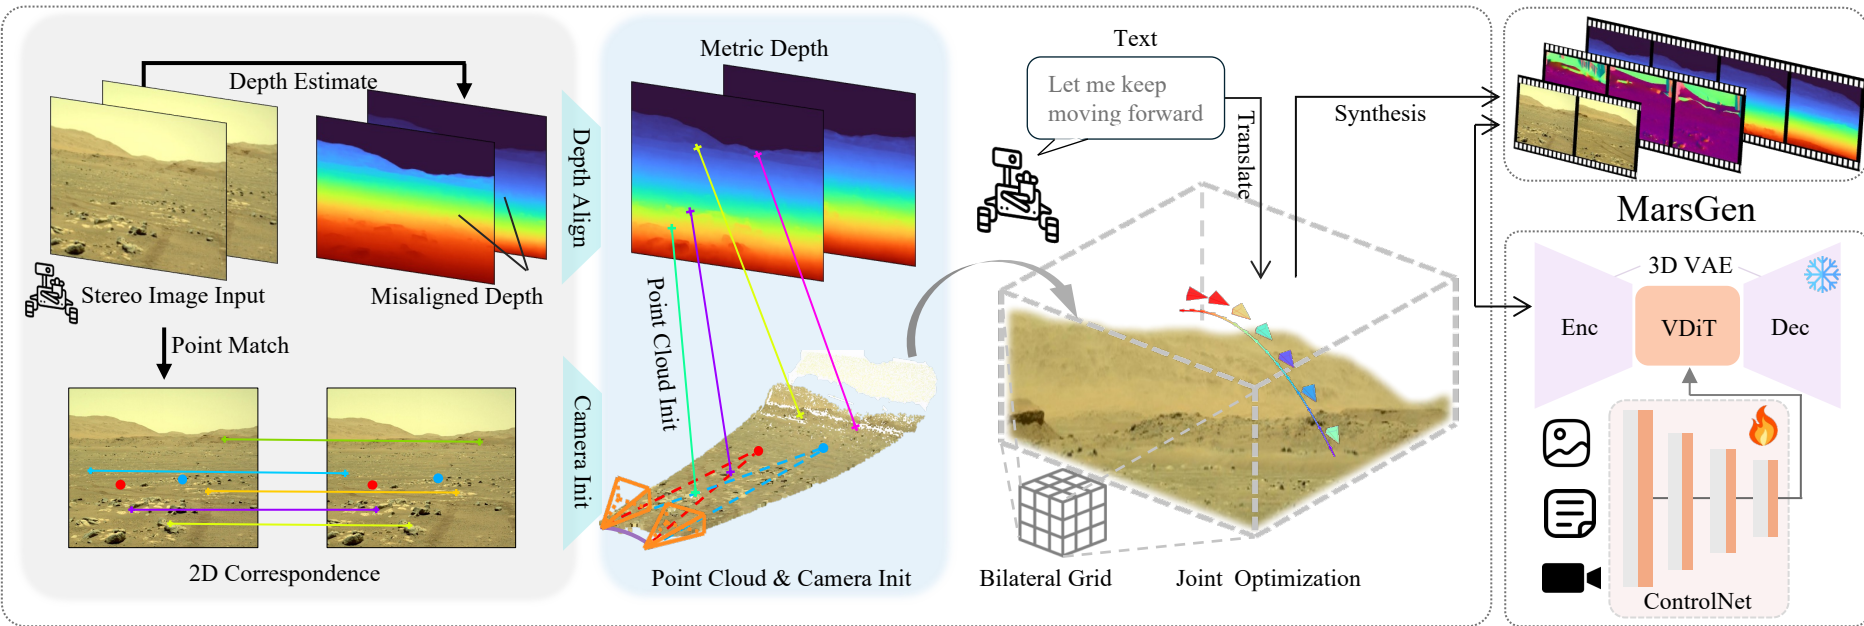 Depth Estimate
Stereo Image Input
Misaligned Depth
Point Match
2D Correspondence
Depth Align
Camera Init
Metric Depth
Point Cloud Init
Point Cloud & Camera Init
Text
Let me keep
moving forward
Translate
Synthesis
Bilateral Grid
Joint Optimization
MarsGen
3D VAE
Enc
VDiT
Dec
ControlNet